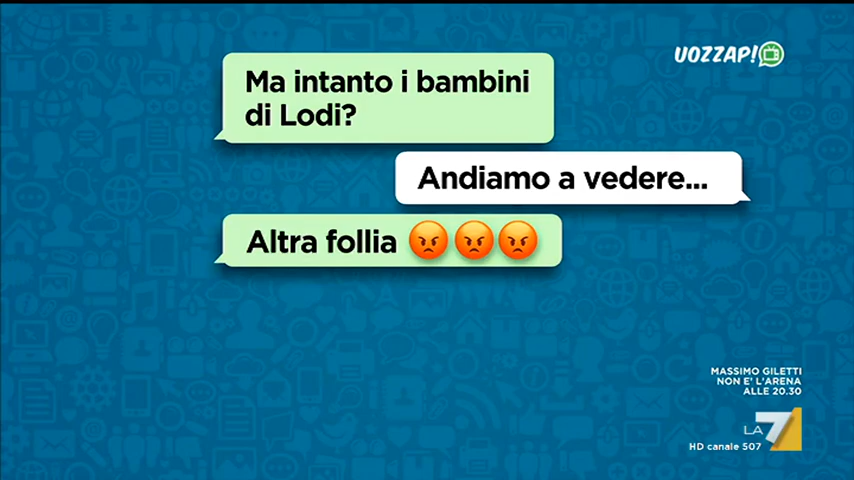 UOZZAP!
Ma intanto i bambini
di Lodi?
Andiamo a vedere...
Altra follia 😡 😡 😡
MASSIMO GILETTI
NON E' L'ARENA
ALLE 20.30
LA 7
HD canale 507